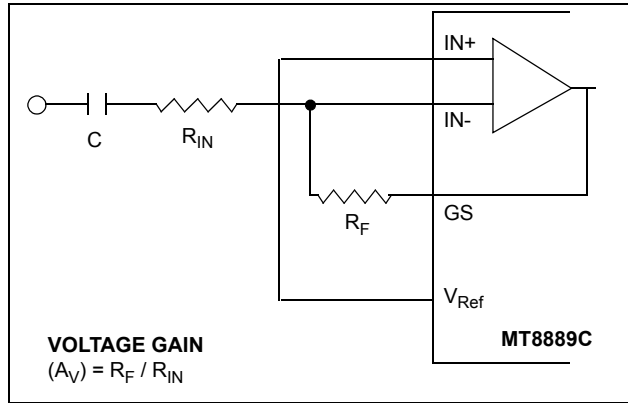 IN+
IN-
C
R_IN
R_F
GS
V_Ref
VOLTAGE GAIN
(A_V) = R_F / R_IN
MT8889C